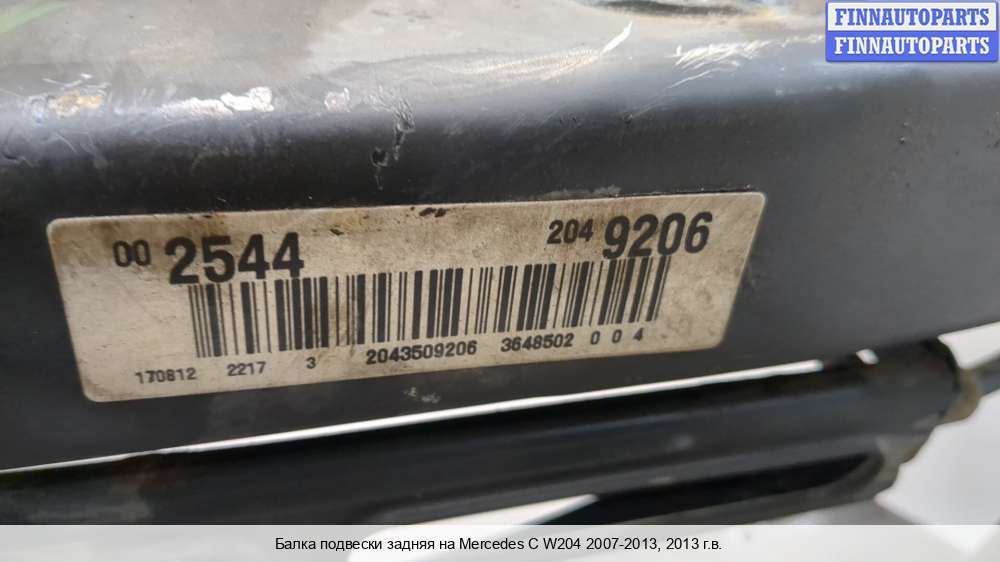 FINNAUTOPARTS
FINNAUTOPARTS
00 2544 204 9206
170812 2217 3 2043509206 3648502 0 0 4
Балка подвески задняя на Mercedes C W204 2007-2013, 2013 г.в.